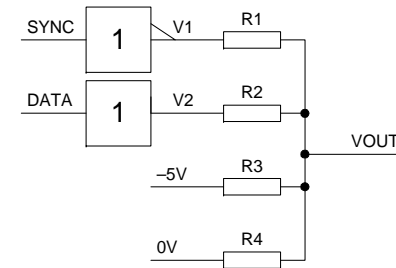 SYNC 1 V1 R1
DATA 1 V2 R2
VOUT
–5V R3
0V R4